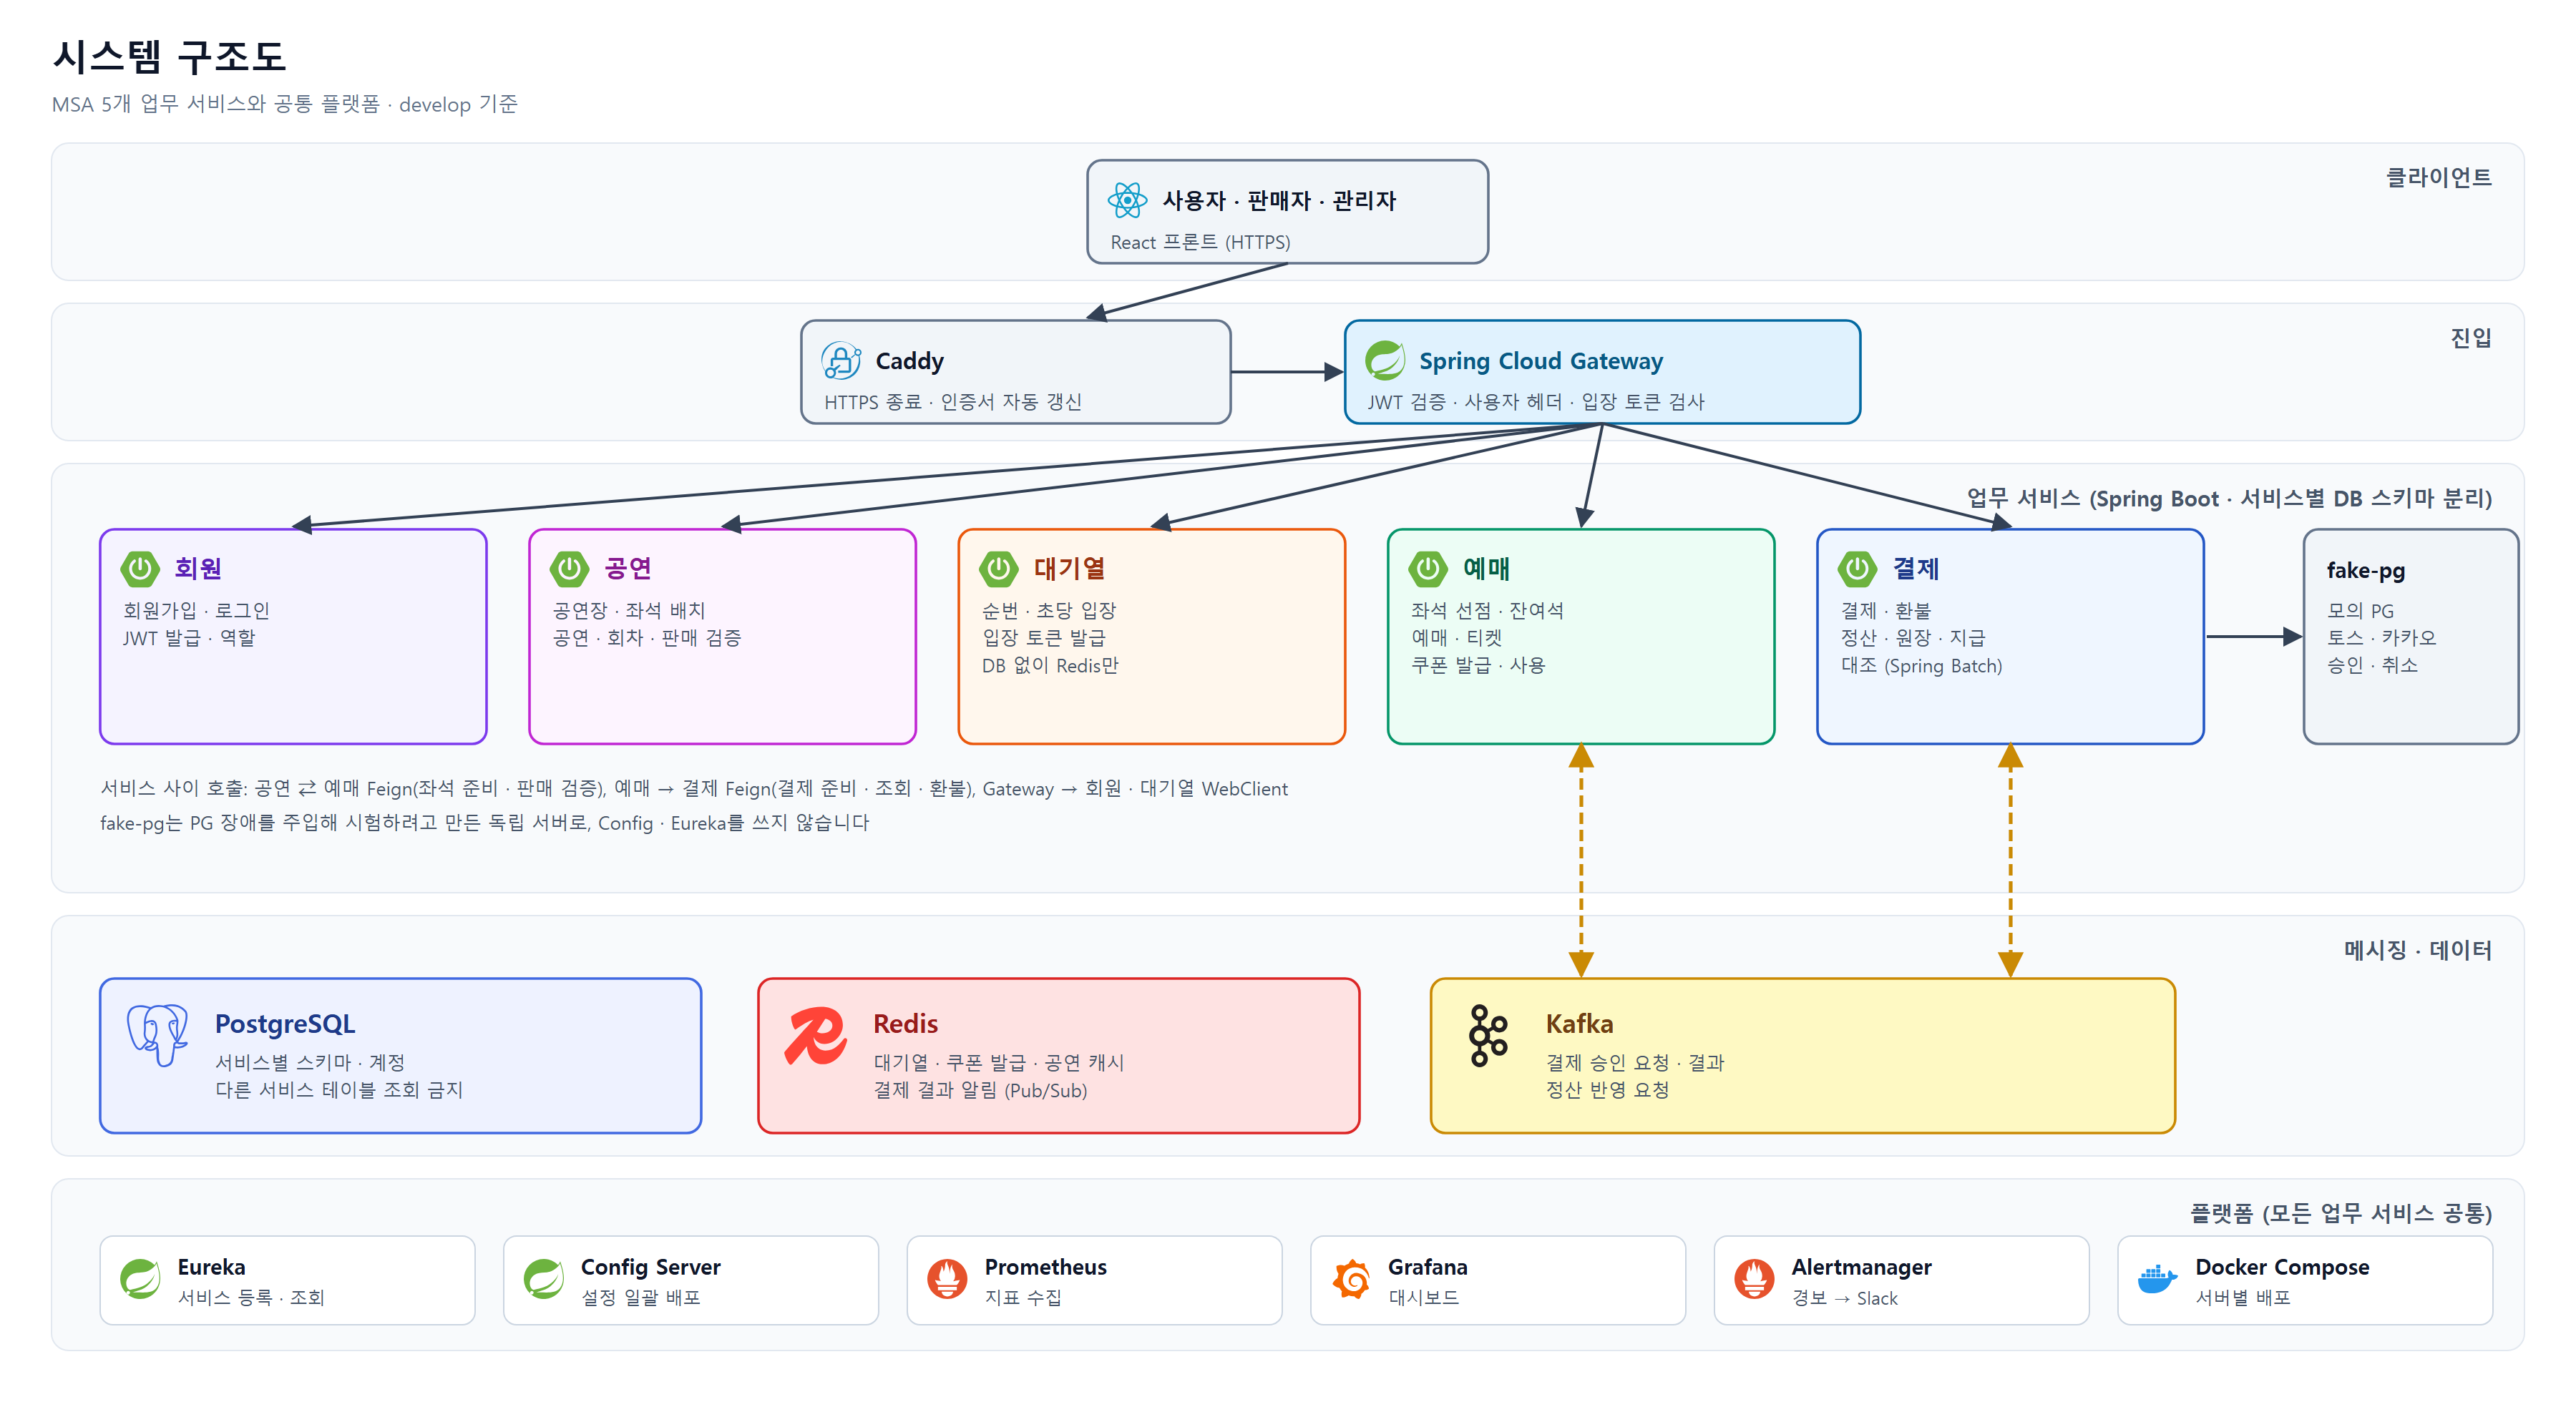 시스템 구조도
MSA 5개 업무 서비스와 공통 플랫폼 · develop 기준
클라이언트
사용자 · 판매자 · 관리자
React 프론트 (HTTPS)
진입
Caddy
HTTPS 종료 · 인증서 자동 갱신
Spring Cloud Gateway
JWT 검증 · 사용자 헤더 · 입장 토큰 검사
업무 서비스 (Spring Boot · 서비스별 DB 스키마 분리)
회원
회원가입 · 로그인
JWT 발급 · 역할
공연
공연장 · 좌석 배치
공연 · 회차 · 판매 검증
대기열
순번 · 초당 입장
입장 토큰 발급
DB 없이 Redis만
예매
좌석 선점 · 잔여석
예매 · 티켓
쿠폰 발급 · 사용
결제
결제 · 환불
정산 · 원장 · 지급
대조 (Spring Batch)
fake-pg
모의 PG
토스 · 카카오
승인 · 취소
서비스 사이 호출: 공연 ⇄ 예매 Feign(좌석 준비 · 판매 검증), 예매 → 결제 Feign(결제 준비 · 조회 · 환불), Gateway → 회원 · 대기열 WebClient
fake-pg는 PG 장애를 주입해 시험하려고 만든 독립 서버로, Config · Eureka를 쓰지 않습니다
메시징 · 데이터
PostgreSQL
서비스별 스키마 · 계정
다른 서비스 테이블 조회 금지
Redis
대기열 · 쿠폰 발급 · 공연 캐시
결제 결과 알림 (Pub/Sub)
Kafka
결제 승인 요청 · 결과
정산 반영 요청
플랫폼 (모든 업무 서비스 공통)
Eureka
서비스 등록 · 조회
Config Server
설정 일괄 배포
Prometheus
지표 수집
Grafana
대시보드
Alertmanager
경보 → Slack
Docker Compose
서버별 배포